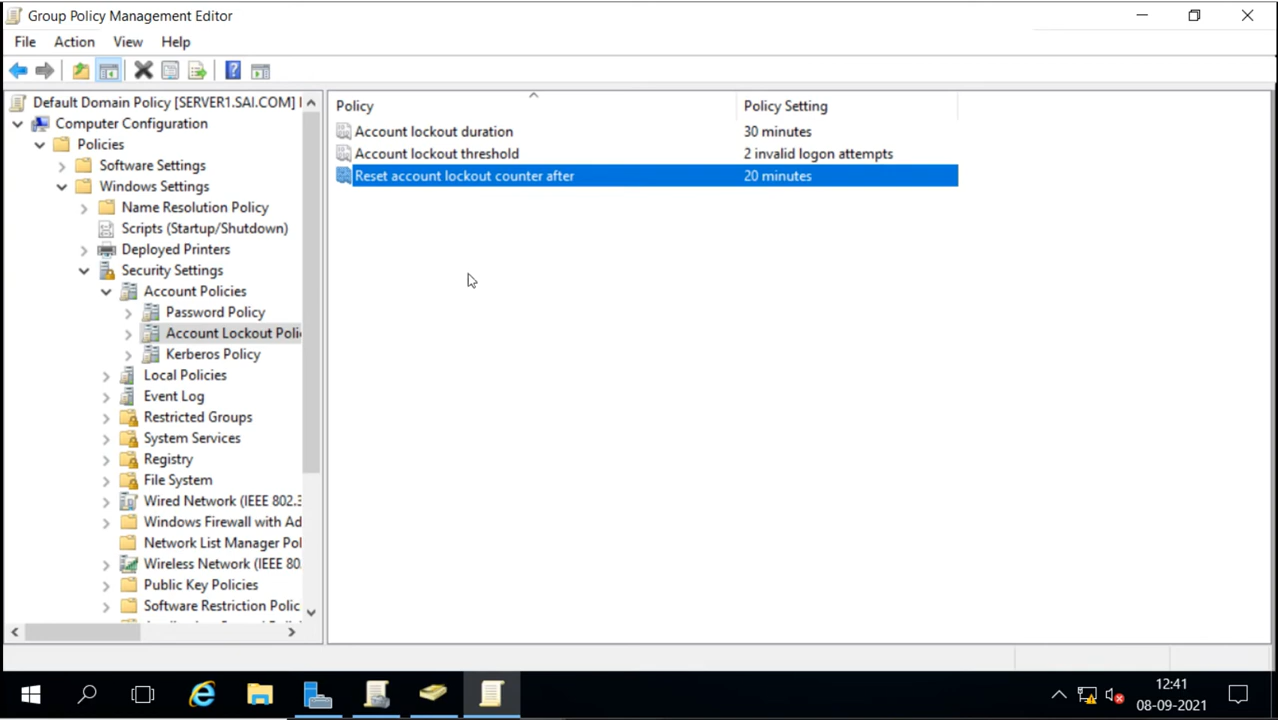 Group Policy Management Editor
File Action View Help
Default Domain Policy [SERVER1.SAI.COM]
Computer Configuration
Policies
Software Settings
Windows Settings
Name Resolution Policy
Scripts (Startup/Shutdown)
Deployed Printers
Security Settings
Account Policies
Password Policy
Account Lockout Poli
Kerberos Policy
Local Policies
Event Log
Restricted Groups
System Services
Registry
File System
Wired Network (IEEE 802.3
Windows Firewall with Ad
Network List Manager Pol
Wireless Network (IEEE 80
Public Key Policies
Software Restriction Polic
Policy Policy Setting
Account lockout duration 30 minutes
Account lockout threshold 2 invalid logon attempts
Reset account lockout counter after 20 minutes
12:41
08-09-2021